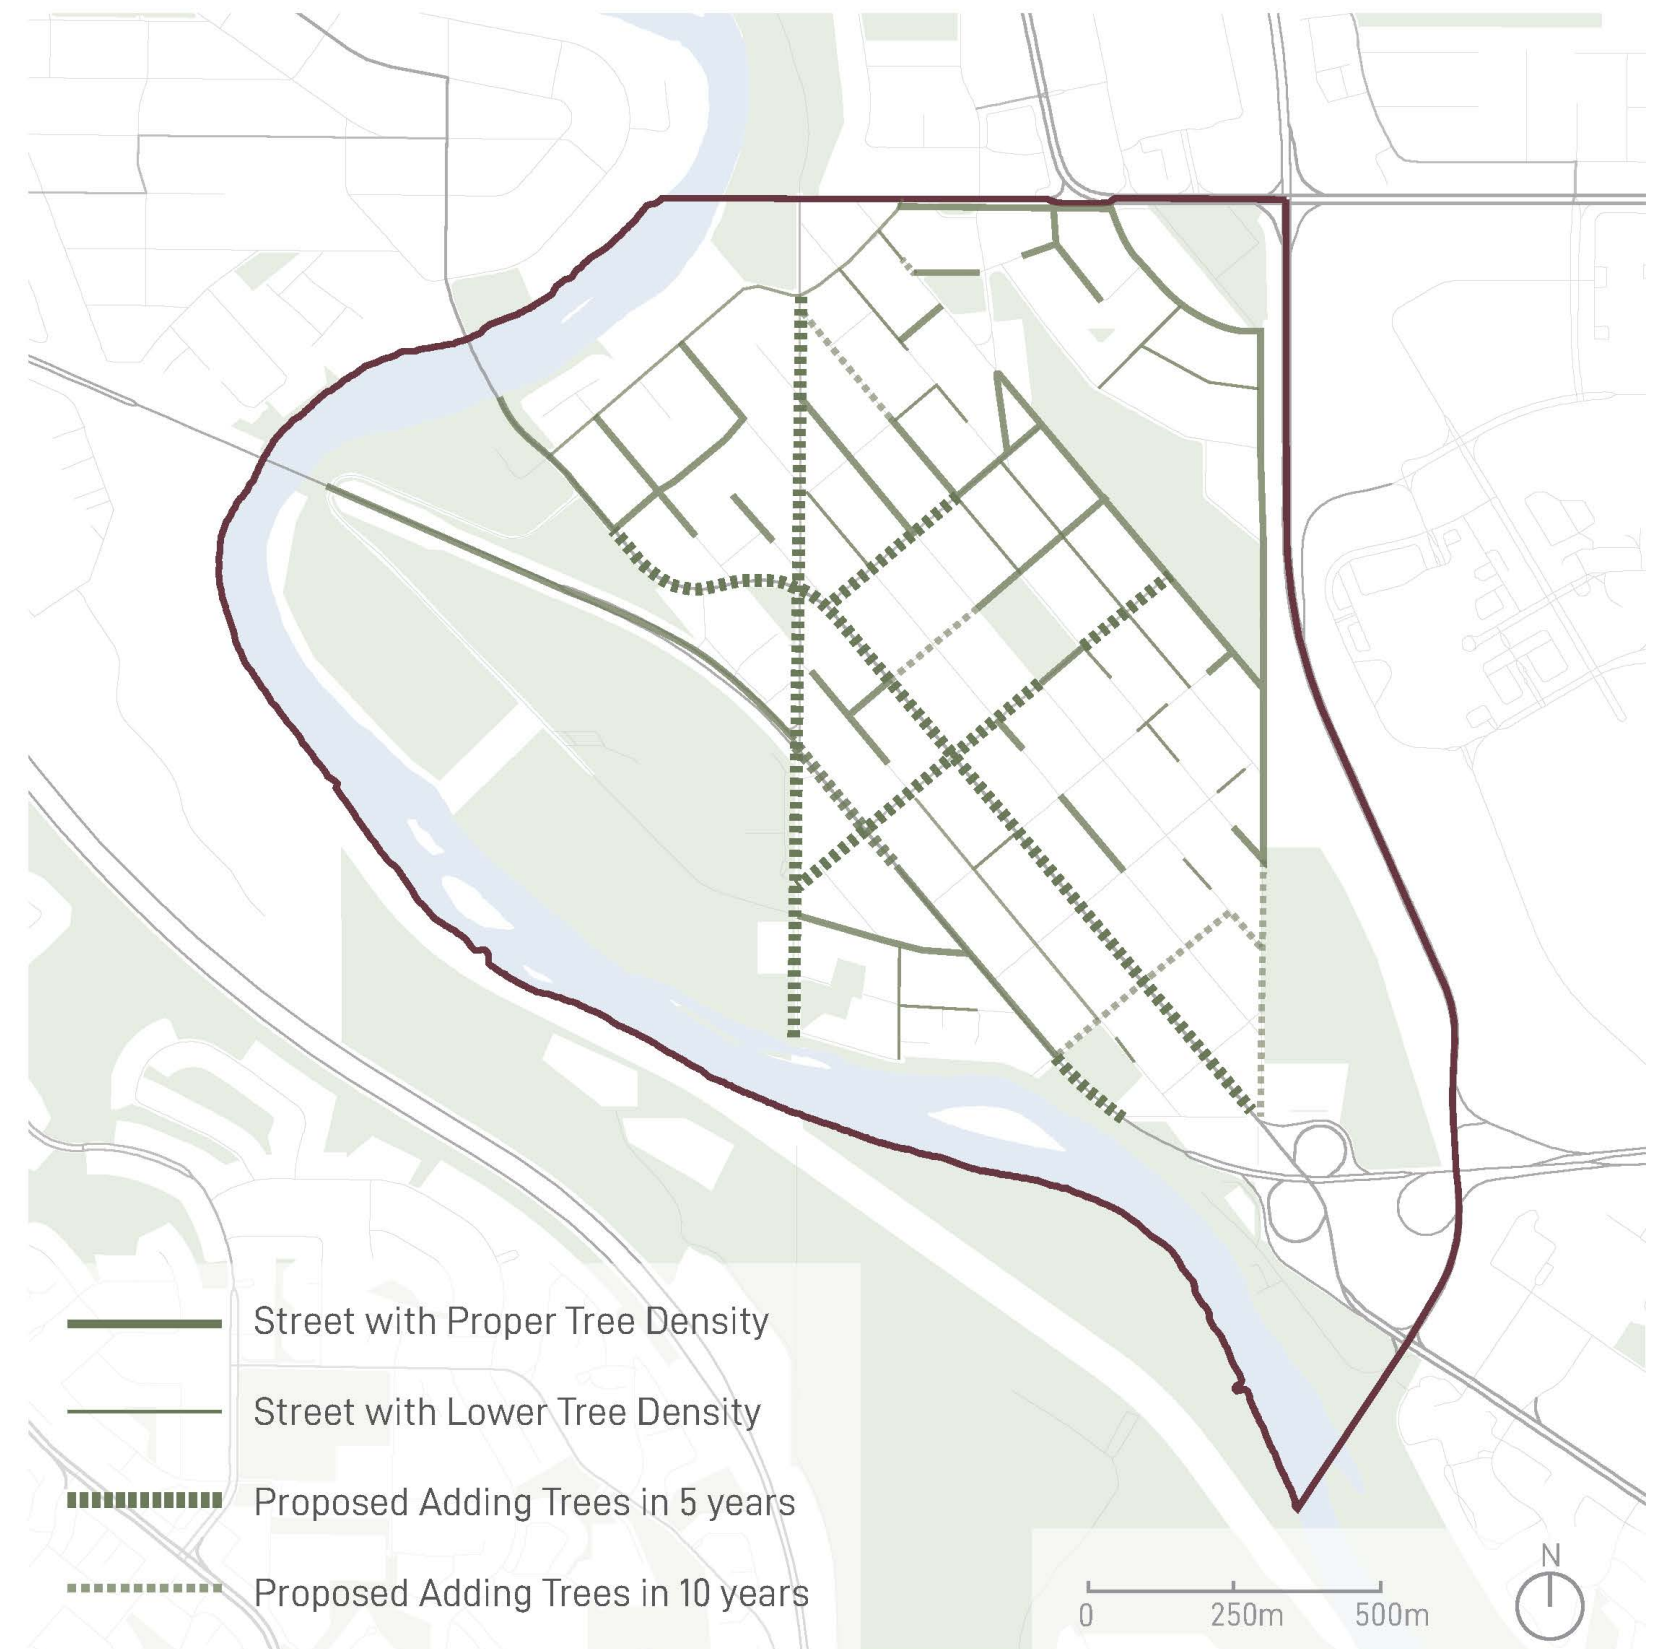 Street with Proper Tree Density
Street with Lower Tree Density
Proposed Adding Trees in 5 years
Proposed Adding Trees in 10 years
N
0 250m 500m